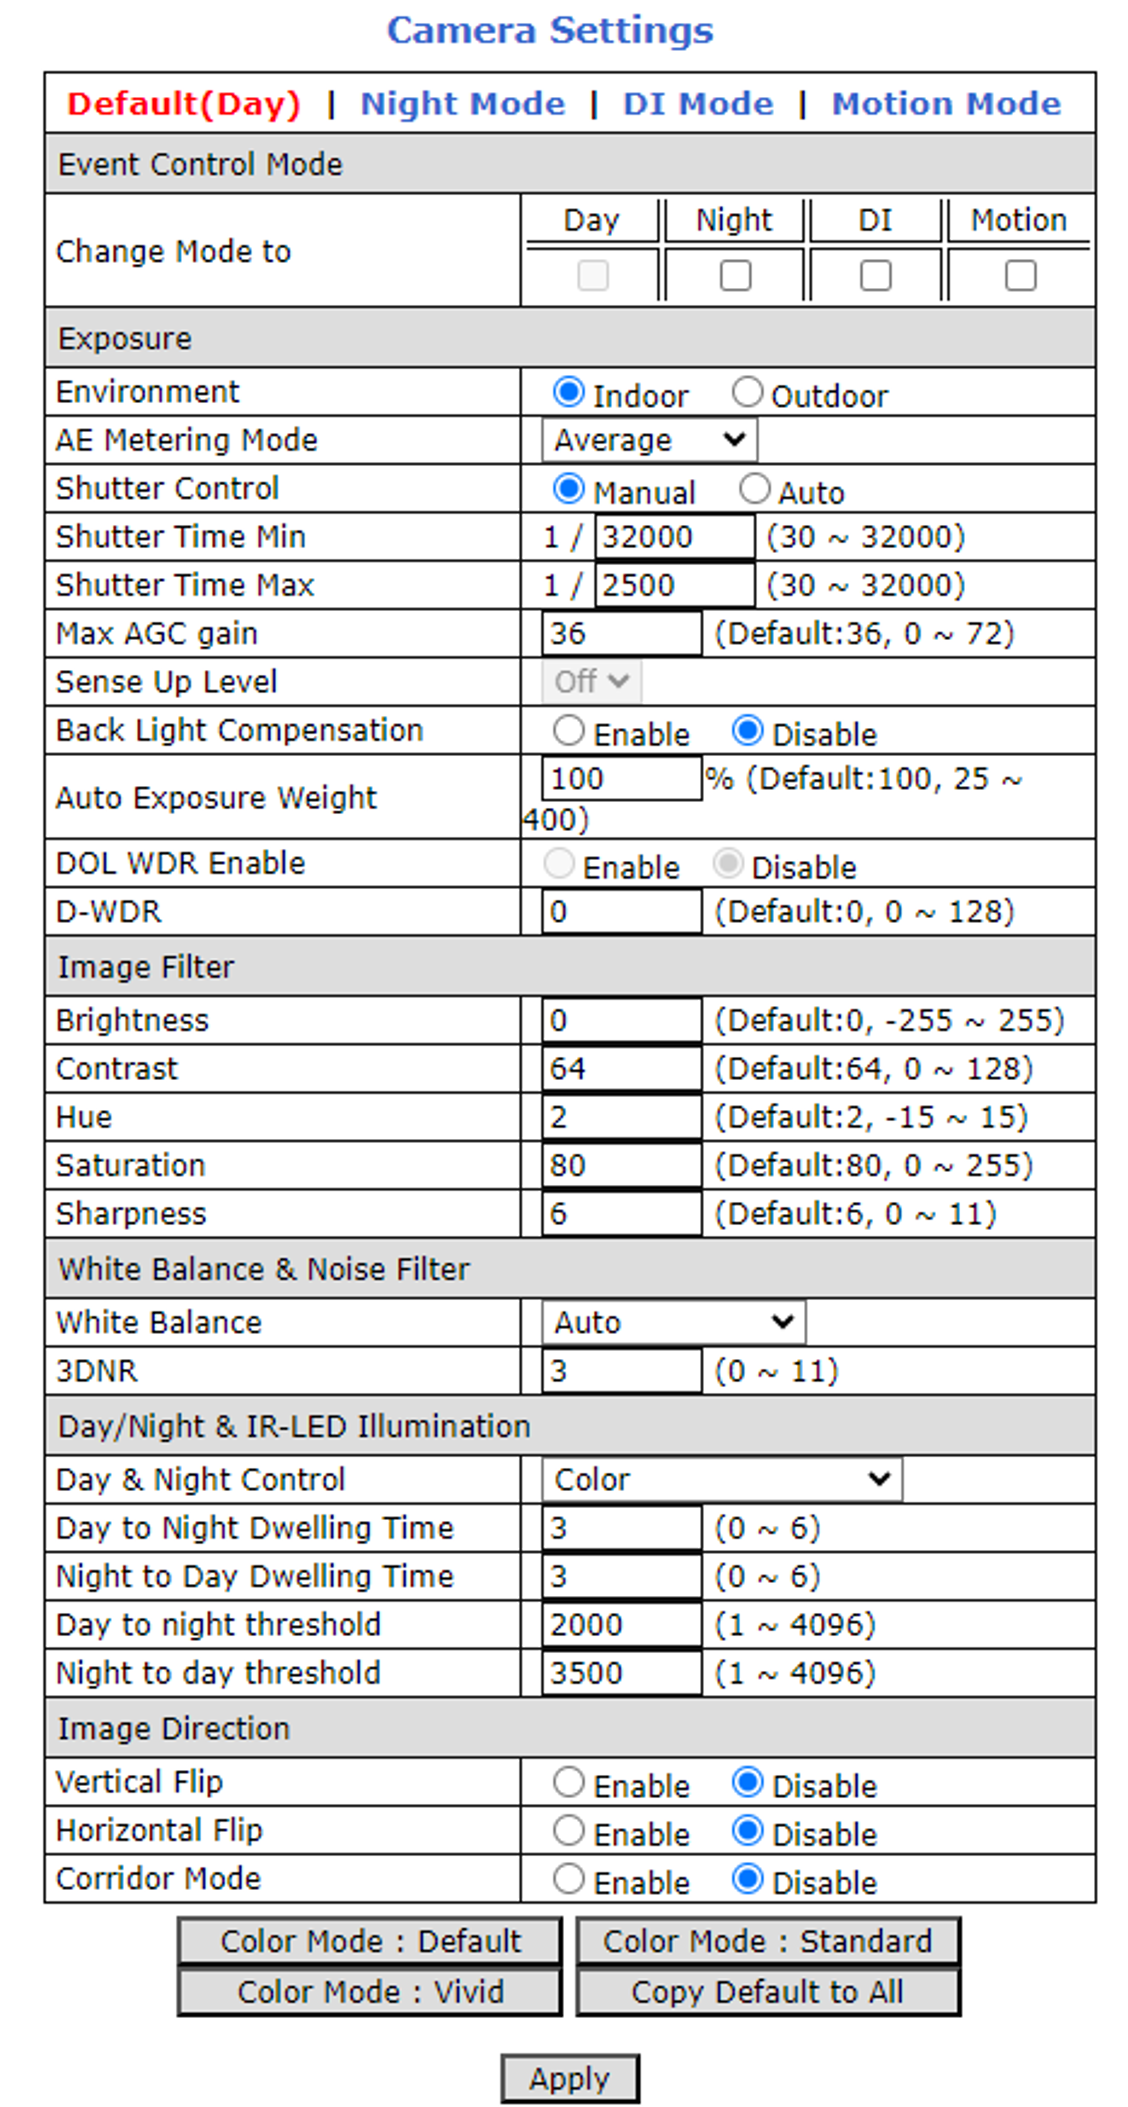 Camera Settings
Default(Day) | Night Mode | DI Mode | Motion Mode
Event Control Mode
Change Mode to
Day Night DI Motion
Exposure
Environment Indoor Outdoor
AE Metering Mode Average
Shutter Control Manual Auto
Shutter Time Min 1 / 32000 (30 ~ 32000)
Shutter Time Max 1 / 2500 (30 ~ 32000)
Max AGC gain 36 (Default:36, 0 ~ 72)
Sense Up Level Off
Back Light Compensation Enable Disable
Auto Exposure Weight 100 % (Default:100, 25 ~
400)
DOL WDR Enable Enable Disable
D-WDR 0 (Default:0, 0 ~ 128)
Image Filter
Brightness 0 (Default:0, -255 ~ 255)
Contrast 64 (Default:64, 0 ~ 128)
Hue 2 (Default:2, -15 ~ 15)
Saturation 80 (Default:80, 0 ~ 255)
Sharpness 6 (Default:6, 0 ~ 11)
White Balance & Noise Filter
White Balance Auto
3DNR 3 (0 ~ 11)
Day/Night & IR-LED Illumination
Day & Night Control Color
Day to Night Dwelling Time 3 (0 ~ 6)
Night to Day Dwelling Time 3 (0 ~ 6)
Day to night threshold 2000 (1 ~ 4096)
Night to day threshold 3500 (1 ~ 4096)
Image Direction
Vertical Flip Enable Disable
Horizontal Flip Enable Disable
Corridor Mode Enable Disable
Color Mode : Default Color Mode : Standard
Color Mode : Vivid Copy Default to All
Apply